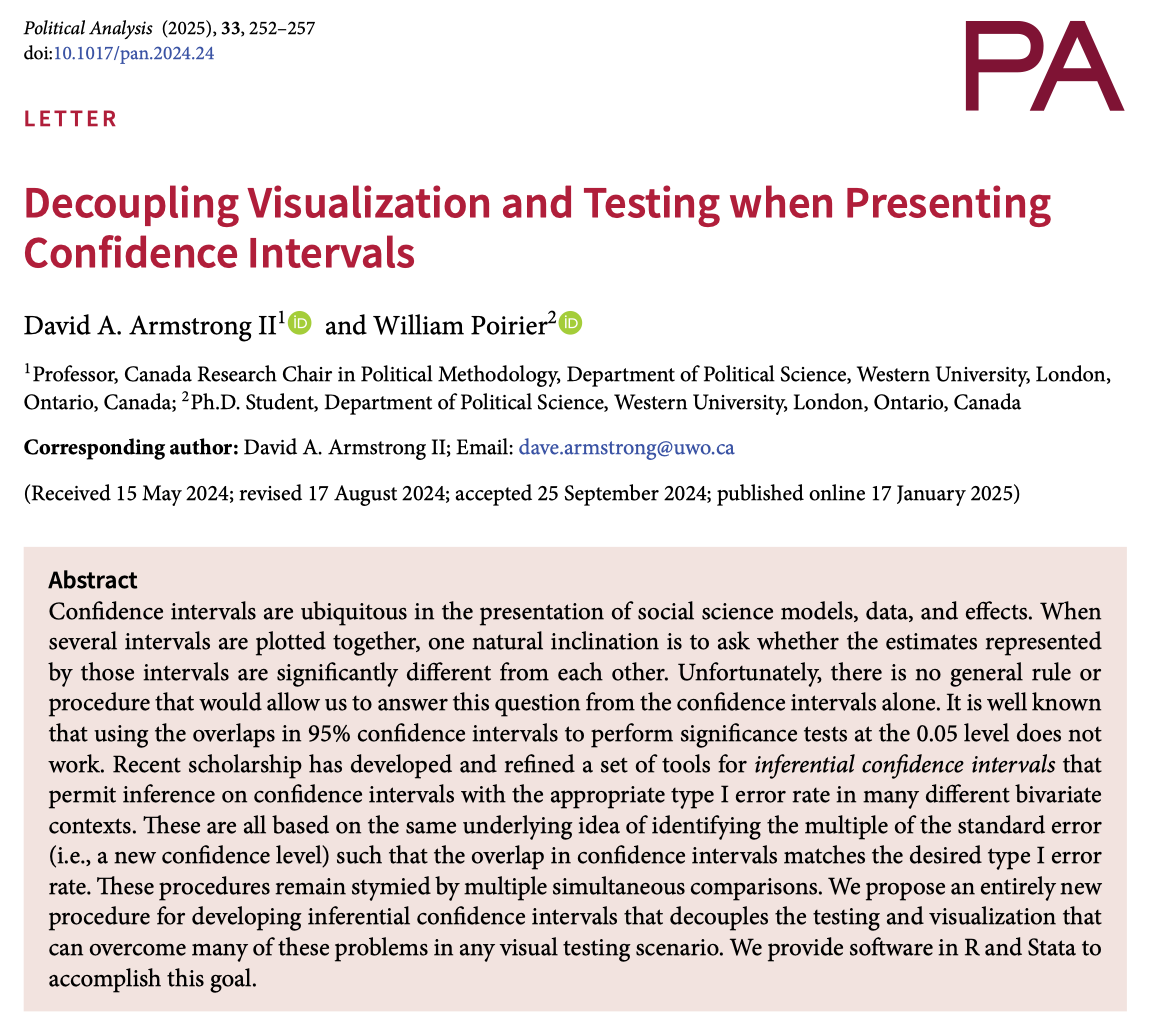 Political Analysis (2025), 33, 252–257
doi:10.1017/pan.2024.24
PA
LETTER
Decoupling Visualization and Testing when Presenting
Confidence Intervals
David A. Armstrong II1 iD and William Poirier2 iD
1Professor, Canada Research Chair in Political Methodology, Department of Political Science, Western University, London,
Ontario, Canada; 2Ph.D. Student, Department of Political Science, Western University, London, Ontario, Canada
Corresponding author: David A. Armstrong II; Email: dave.armstrong@uwo.ca
(Received 15 May 2024; revised 17 August 2024; accepted 25 September 2024; published online 17 January 2025)
Abstract
Confidence intervals are ubiquitous in the presentation of social science models, data, and effects. When
several intervals are plotted together, one natural inclination is to ask whether the estimates represented
by those intervals are significantly different from each other. Unfortunately, there is no general rule or
procedure that would allow us to answer this question from the confidence intervals alone. It is well known
that using the overlaps in 95% confidence intervals to perform significance tests at the 0.05 level does not
work. Recent scholarship has developed and refined a set of tools for inferential confidence intervals that
permit inference on confidence intervals with the appropriate type I error rate in many different bivariate
contexts. These are all based on the same underlying idea of identifying the multiple of the standard error
(i.e., a new confidence level) such that the overlap in confidence intervals matches the desired type I error
rate. These procedures remain stymied by multiple simultaneous comparisons. We propose an entirely new
procedure for developing inferential confidence intervals that decouples the testing and visualization that
can overcome many of these problems in any visual testing scenario. We provide software in R and Stata to
accomplish this goal.